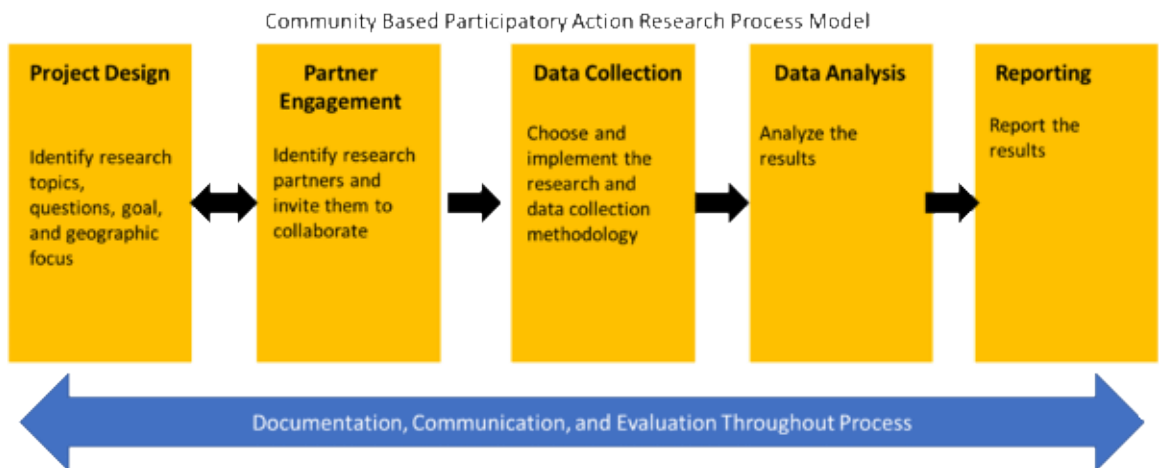 Community Based Participatory Action Research Process Model
Project Design
Identify research
topics,
questions, goal,
and geographic
focus
Partner
Engagement
Identify research
partners and
invite them to
collaborate
Data Collection
Choose and
implement the
research and
data collection
methodology
Data Analysis
Analyze the
results
Reporting
Report the
results
Documentation, Communication, and Evaluation Throughout Process